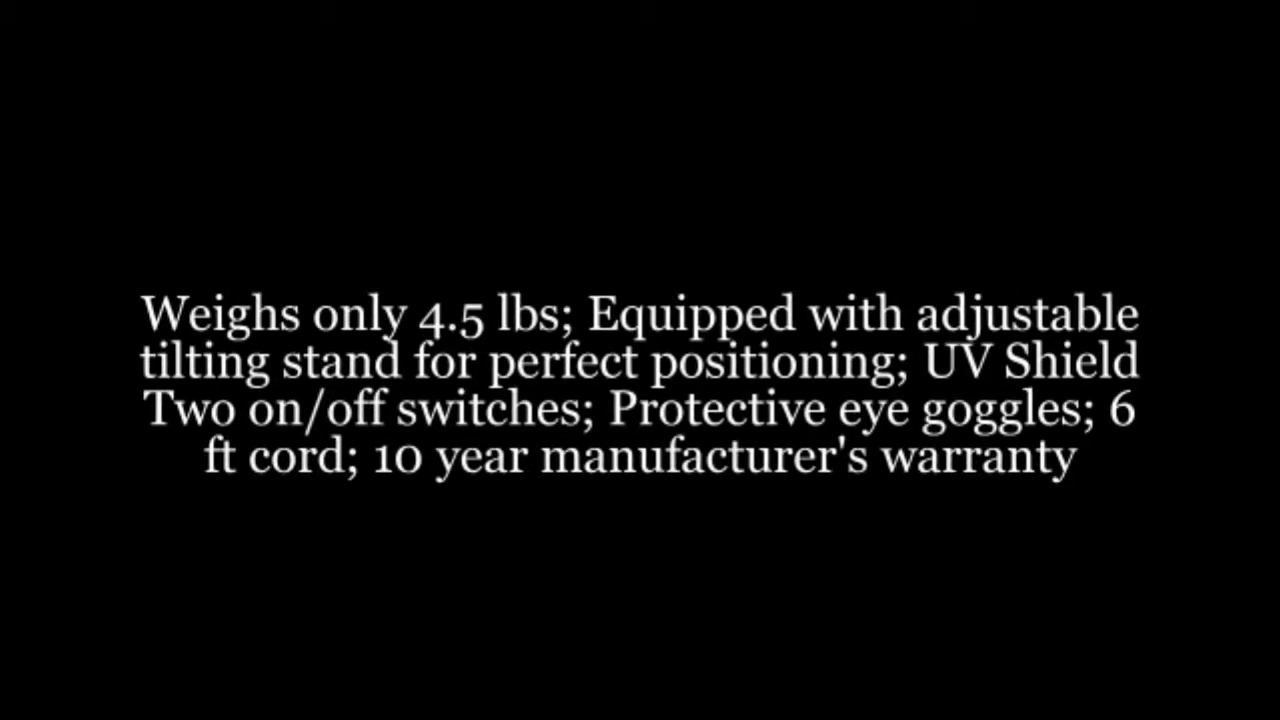 Weighs only 4.5 lbs; Equipped with adjustable
tilting stand for perfect positioning; UV Shield
Two on/off switches; Protective eye goggles; 6
ft cord; 10 year manufacturer's warranty